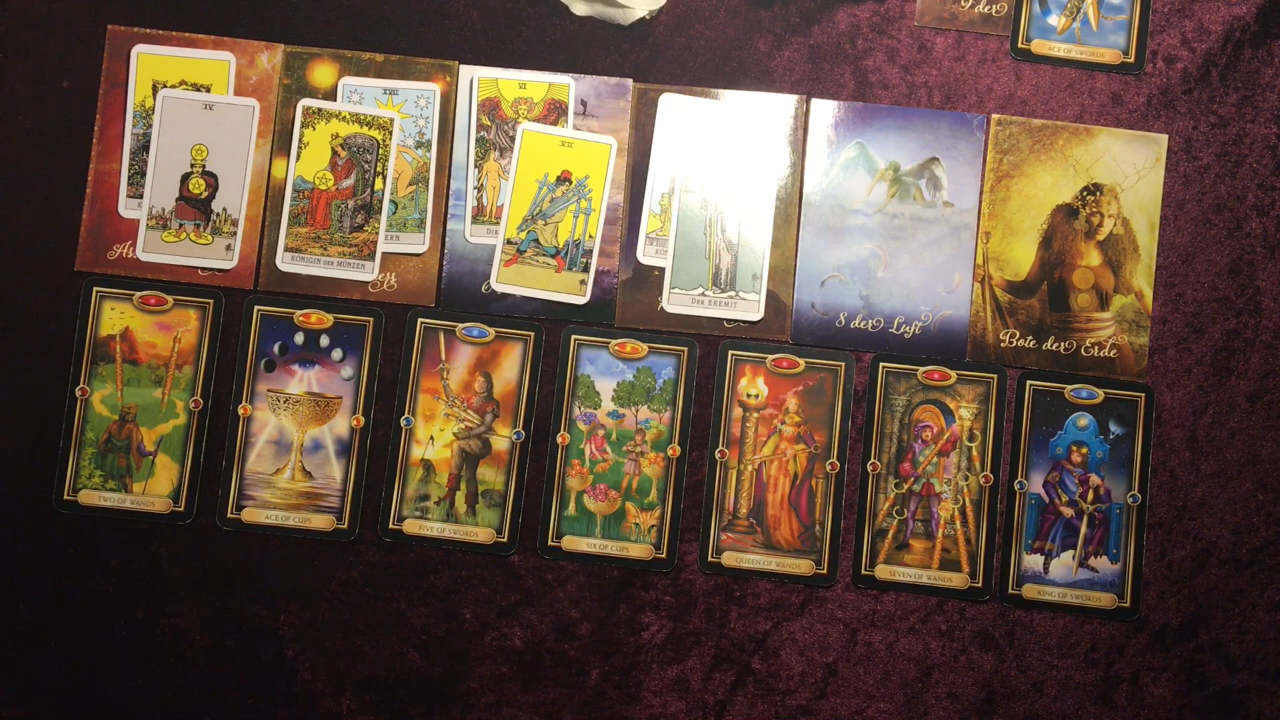 9 der
ACE OF SWORDS
IV
KÖNIGIN DER MÜNZEN
XVII
ERN
VI
VII
DER EREMIT
8 der Luft
Bote der Erde
TWO OF WANDS
ACE OF CUPS
FIVE OF SWORDS
SIX OF CUPS
QUEEN OF WANDS
SEVEN OF WANDS
KING OF SWORDS